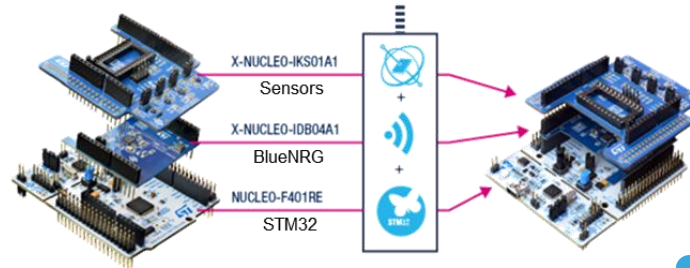 X-NUCLEO-IKS01A1
Sensors
+
X-NUCLEO-IDB04A1
BlueNRG
+
NUCLEO-F401RE
STM32
STM32